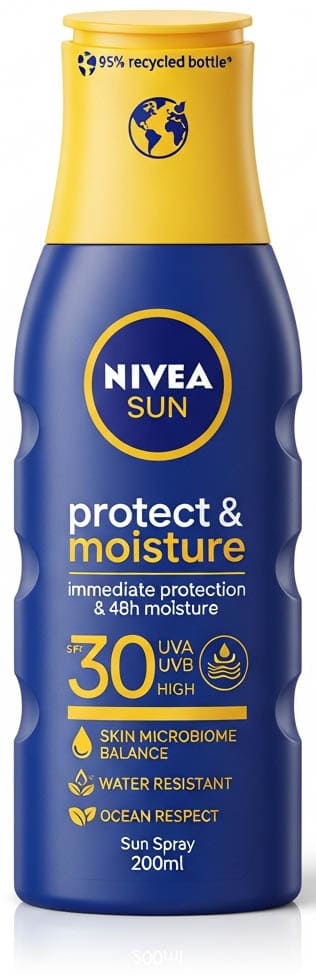 95% recycled bottle*
NIVEA
SUN
protect &
moisture
immediate protection
& 48h moisture
SPF 30 UVA
UVB
HIGH
SKIN MICROBIOME
BALANCE
WATER RESISTANT
OCEAN RESPECT
Sun Spray
200ml